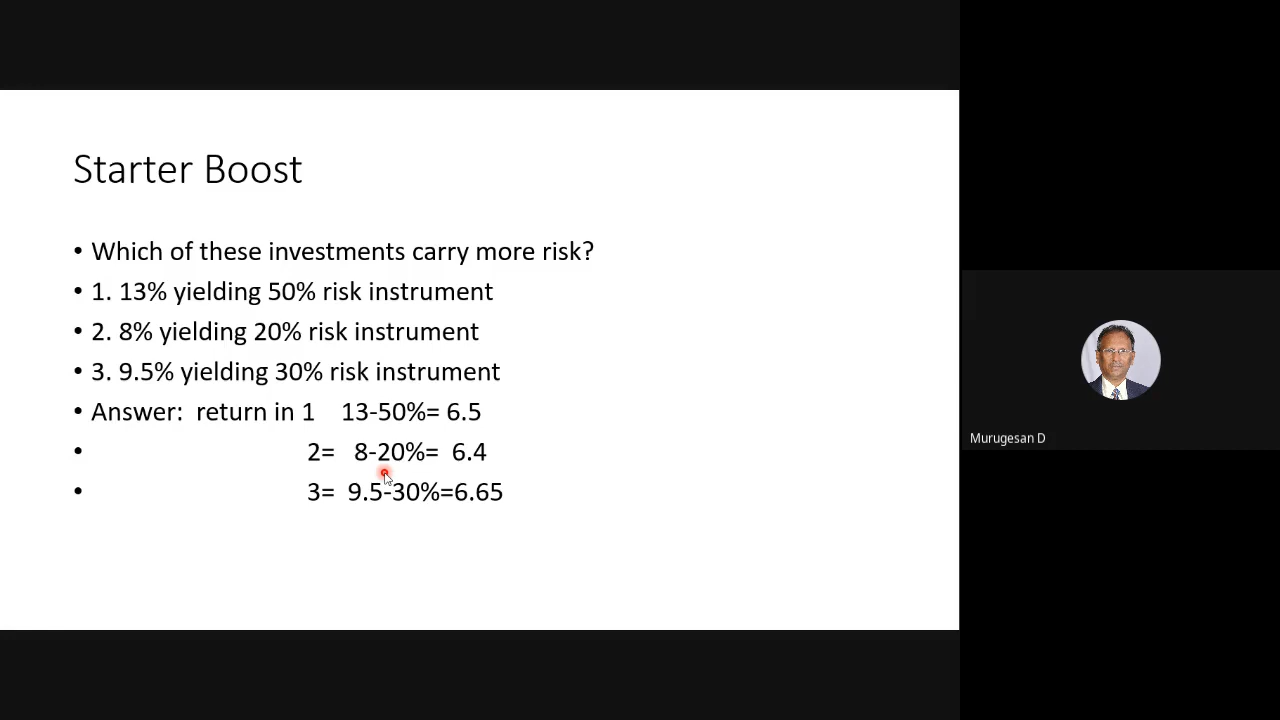 Starter Boost
• Which of these investments carry more risk?
• 1. 13% yielding 50% risk instrument
• 2. 8% yielding 20% risk instrument
• 3. 9.5% yielding 30% risk instrument
• Answer: return in 1 13-50%= 6.5
• 2= 8-20%= 6.4
• 3= 9.5-30%=6.65
Murugesan D